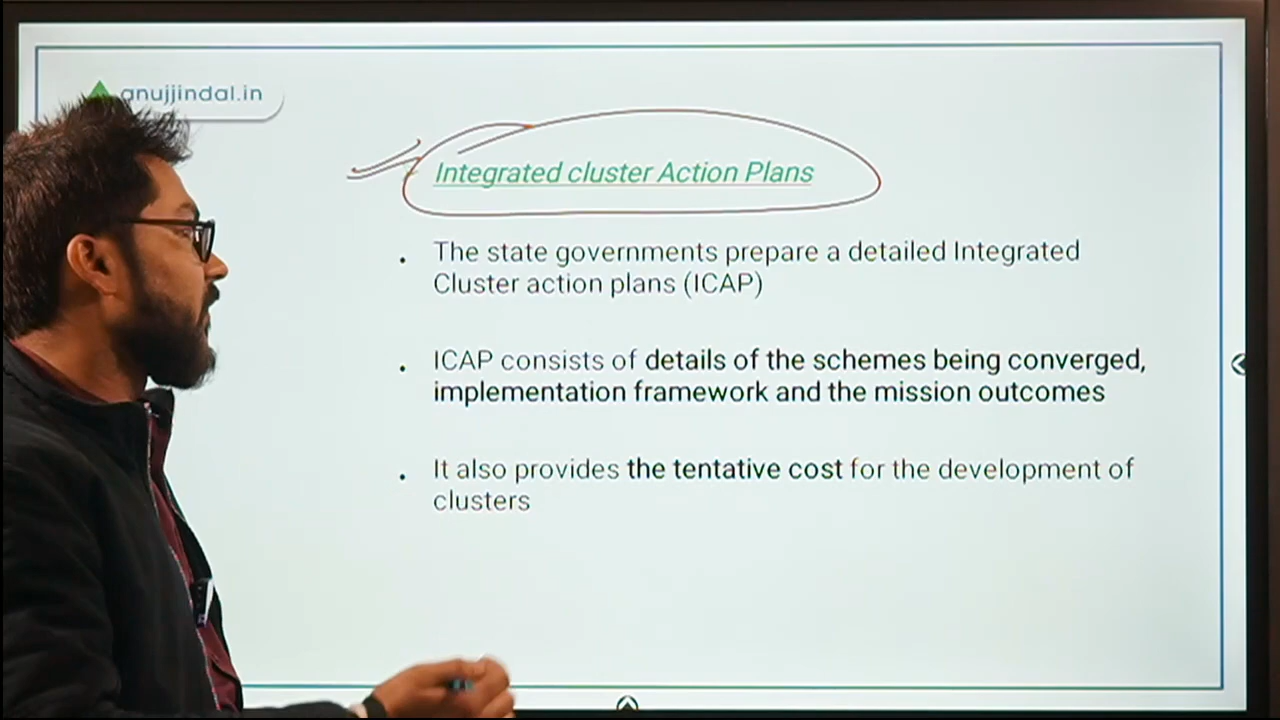 anujjindal.in
Integrated cluster Action Plans
. The state governments prepare a detailed Integrated
Cluster action plans (ICAP)
. ICAP consists of details of the schemes being converged,
implementation framework and the mission outcomes
. It also provides the tentative cost for the development of
clusters